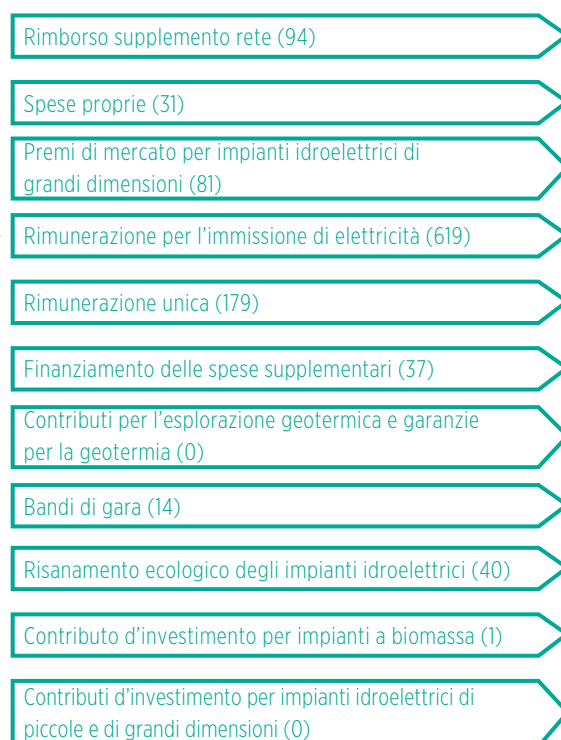 Rimborso supplemento rete (94)
Spese proprie (31)
Premi di mercato per impianti idroelettrici di
grandi dimensioni (81)
Rimunerazione per l'immissione di elettricità (619)
Rimunerazione unica (179)
Finanziamento delle spese supplementari (37)
Contributi per l'esplorazione geotermica e garanzie
per la geotermia (0)
Bandi di gara (14)
Risanamento ecologico degli impianti idroelettrici (40)
Contributo d'investimento per impianti a biomassa (1)
Contributi d'investimento per impianti idroelettrici di
piccole e di grandi dimensioni (0)